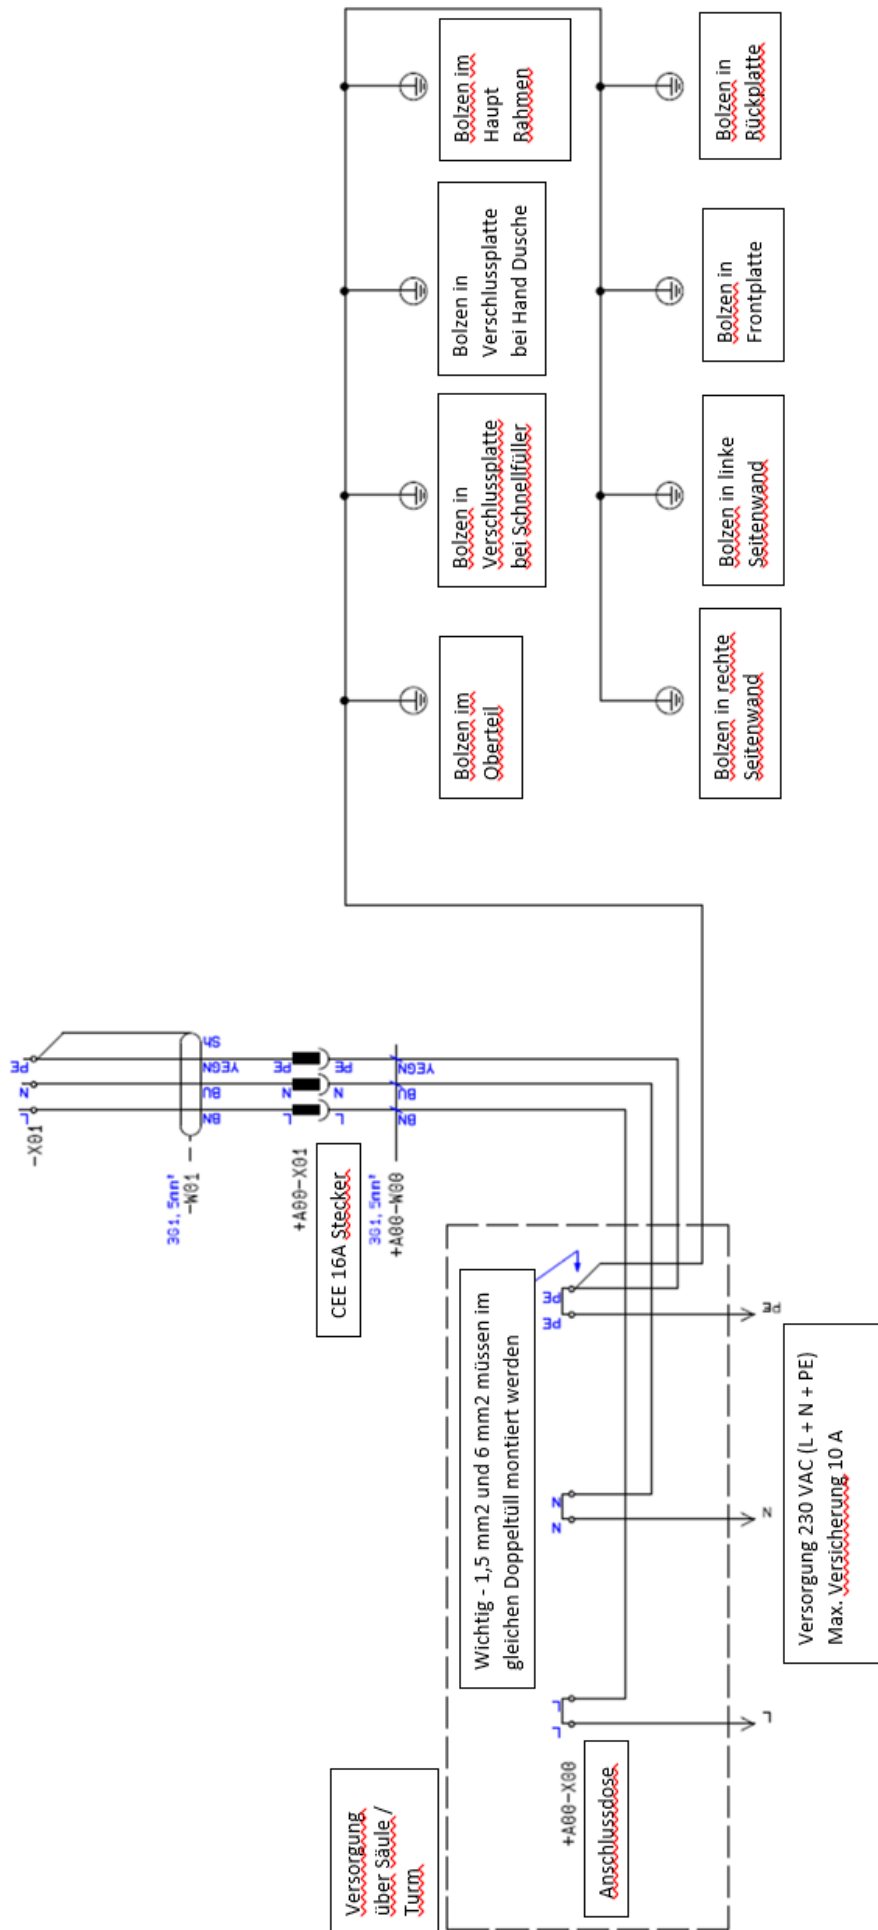 Versorgung
über Säule /
Turm
+A00-X00
Anschlussdose
L
L
N
N
PE
PE
L
N
PE
Wichtig - 1,5 mm2 und 6 mm2 müssen im
gleichen Doppeltüll montiert werden
Versorgung 230 VAC (L + N + PE)
Max. Versicherung 10 A
-X01
L
N
PE
3G1,5mm²
-W01
BN
BU
YEGN
Sh
+A00-X01
L
N
PE
L
N
PE
CEE 16A Stecker
3G1,5mm²
+A00-W00
BN
BU
YEGN
Bolzen im
Oberteil
Bolzen in
Verschlussplatte
bei Schnellfüller
Bolzen in
Verschlussplatte
bei Hand Dusche
Bolzen im
Haupt
Rahmen
Bolzen in rechte
Seitenwand
Bolzen in linke
Seitenwand
Bolzen in
Frontplatte
Bolzen in
Rückplatte